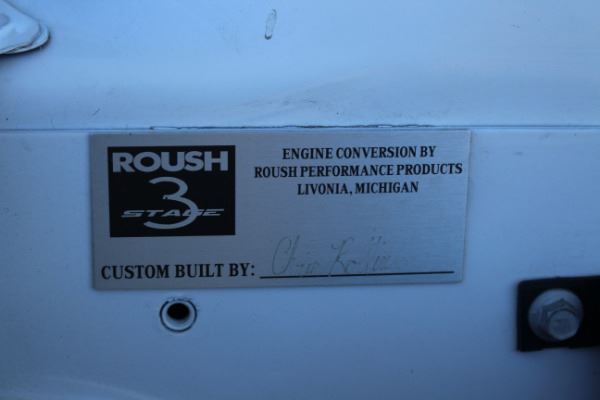 ROUSH
3
STAGE
ENGINE CONVERSION BY
ROUSH PERFORMANCE PRODUCTS
LIVONIA, MICHIGAN
CUSTOM BUILT BY: